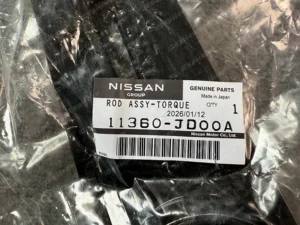 NISSAN
GROUP
GENUINE PARTS
Made in Japan
ROD ASSY-TORQUE
2026/01/12
Q'TY 1
11360-JD00A
Nissan Motor Co., Ltd.